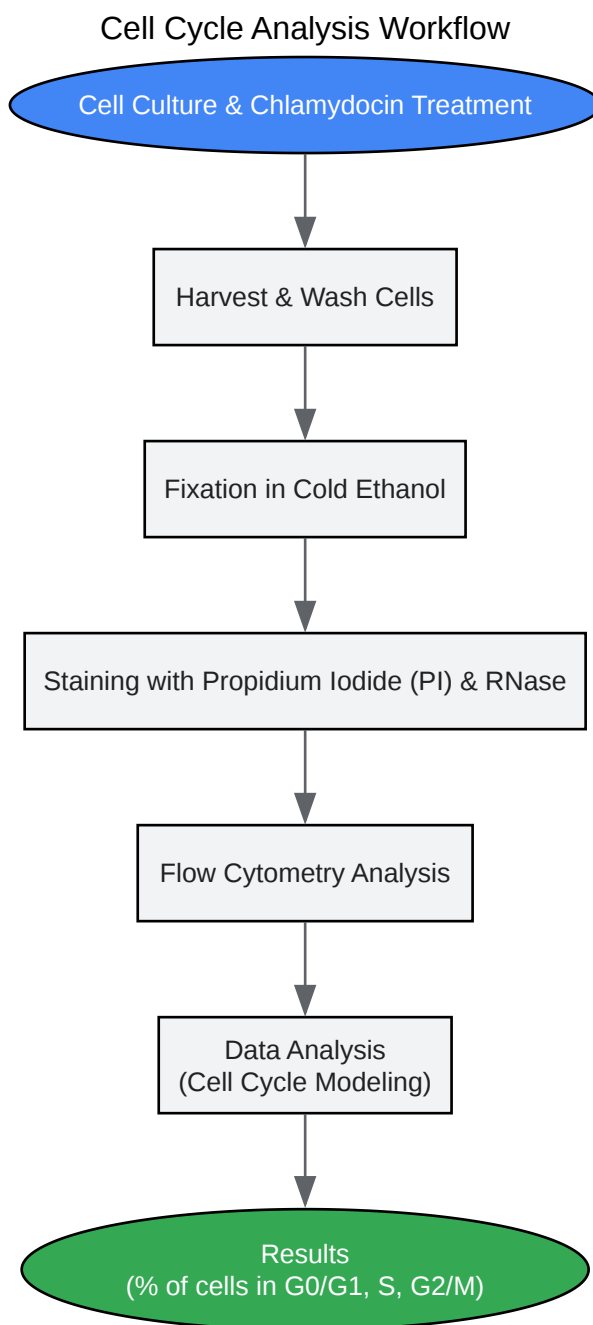 Cell Cycle Analysis Workflow
Cell Culture & Chlamydocin Treatment
Harvest & Wash Cells
Fixation in Cold Ethanol
Staining with Propidium Iodide (PI) & RNase
Flow Cytometry Analysis
Data Analysis
(Cell Cycle Modeling)
Results
(% of cells in G0/G1, S, G2/M)